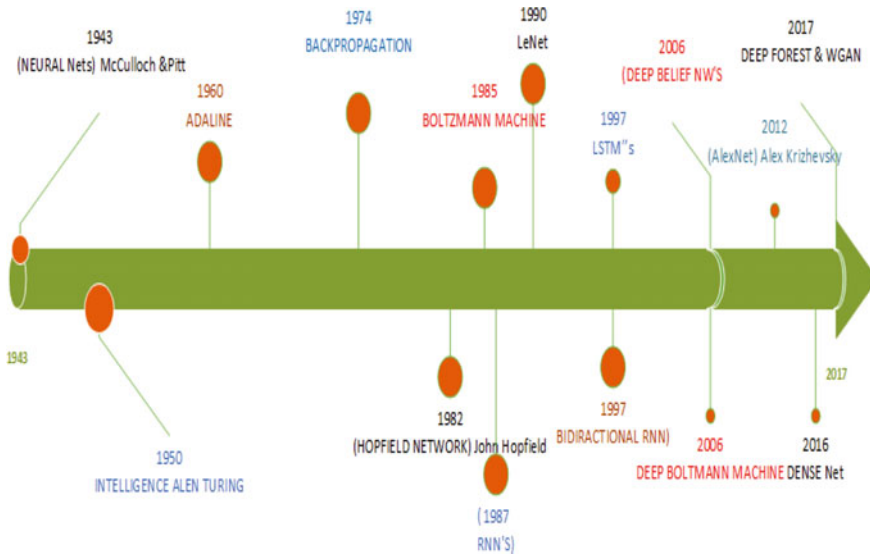 1943
(NEURAL Nets) McCulloch &Pitt
1960
ADALINE
1974
BACKPROPAGATION
1985
BOLTZMANN MACHINE
1990
LeNet
1997
LSTM"s
2006
(DEEP BELIEF NW'S
2012
(AlexNet) Alex Krizhevsky
2017
DEEP FOREST & WGAN
1943
2017
1950
INTELLIGENCE ALEN TURING
1982
(HOPFIELD NETWORK) John Hopfield
( 1987
RNN'S)
1997
BIDIRACTIONAL RNN)
2006
DEEP BOLTMANN MACHINE
2016
DENSE Net